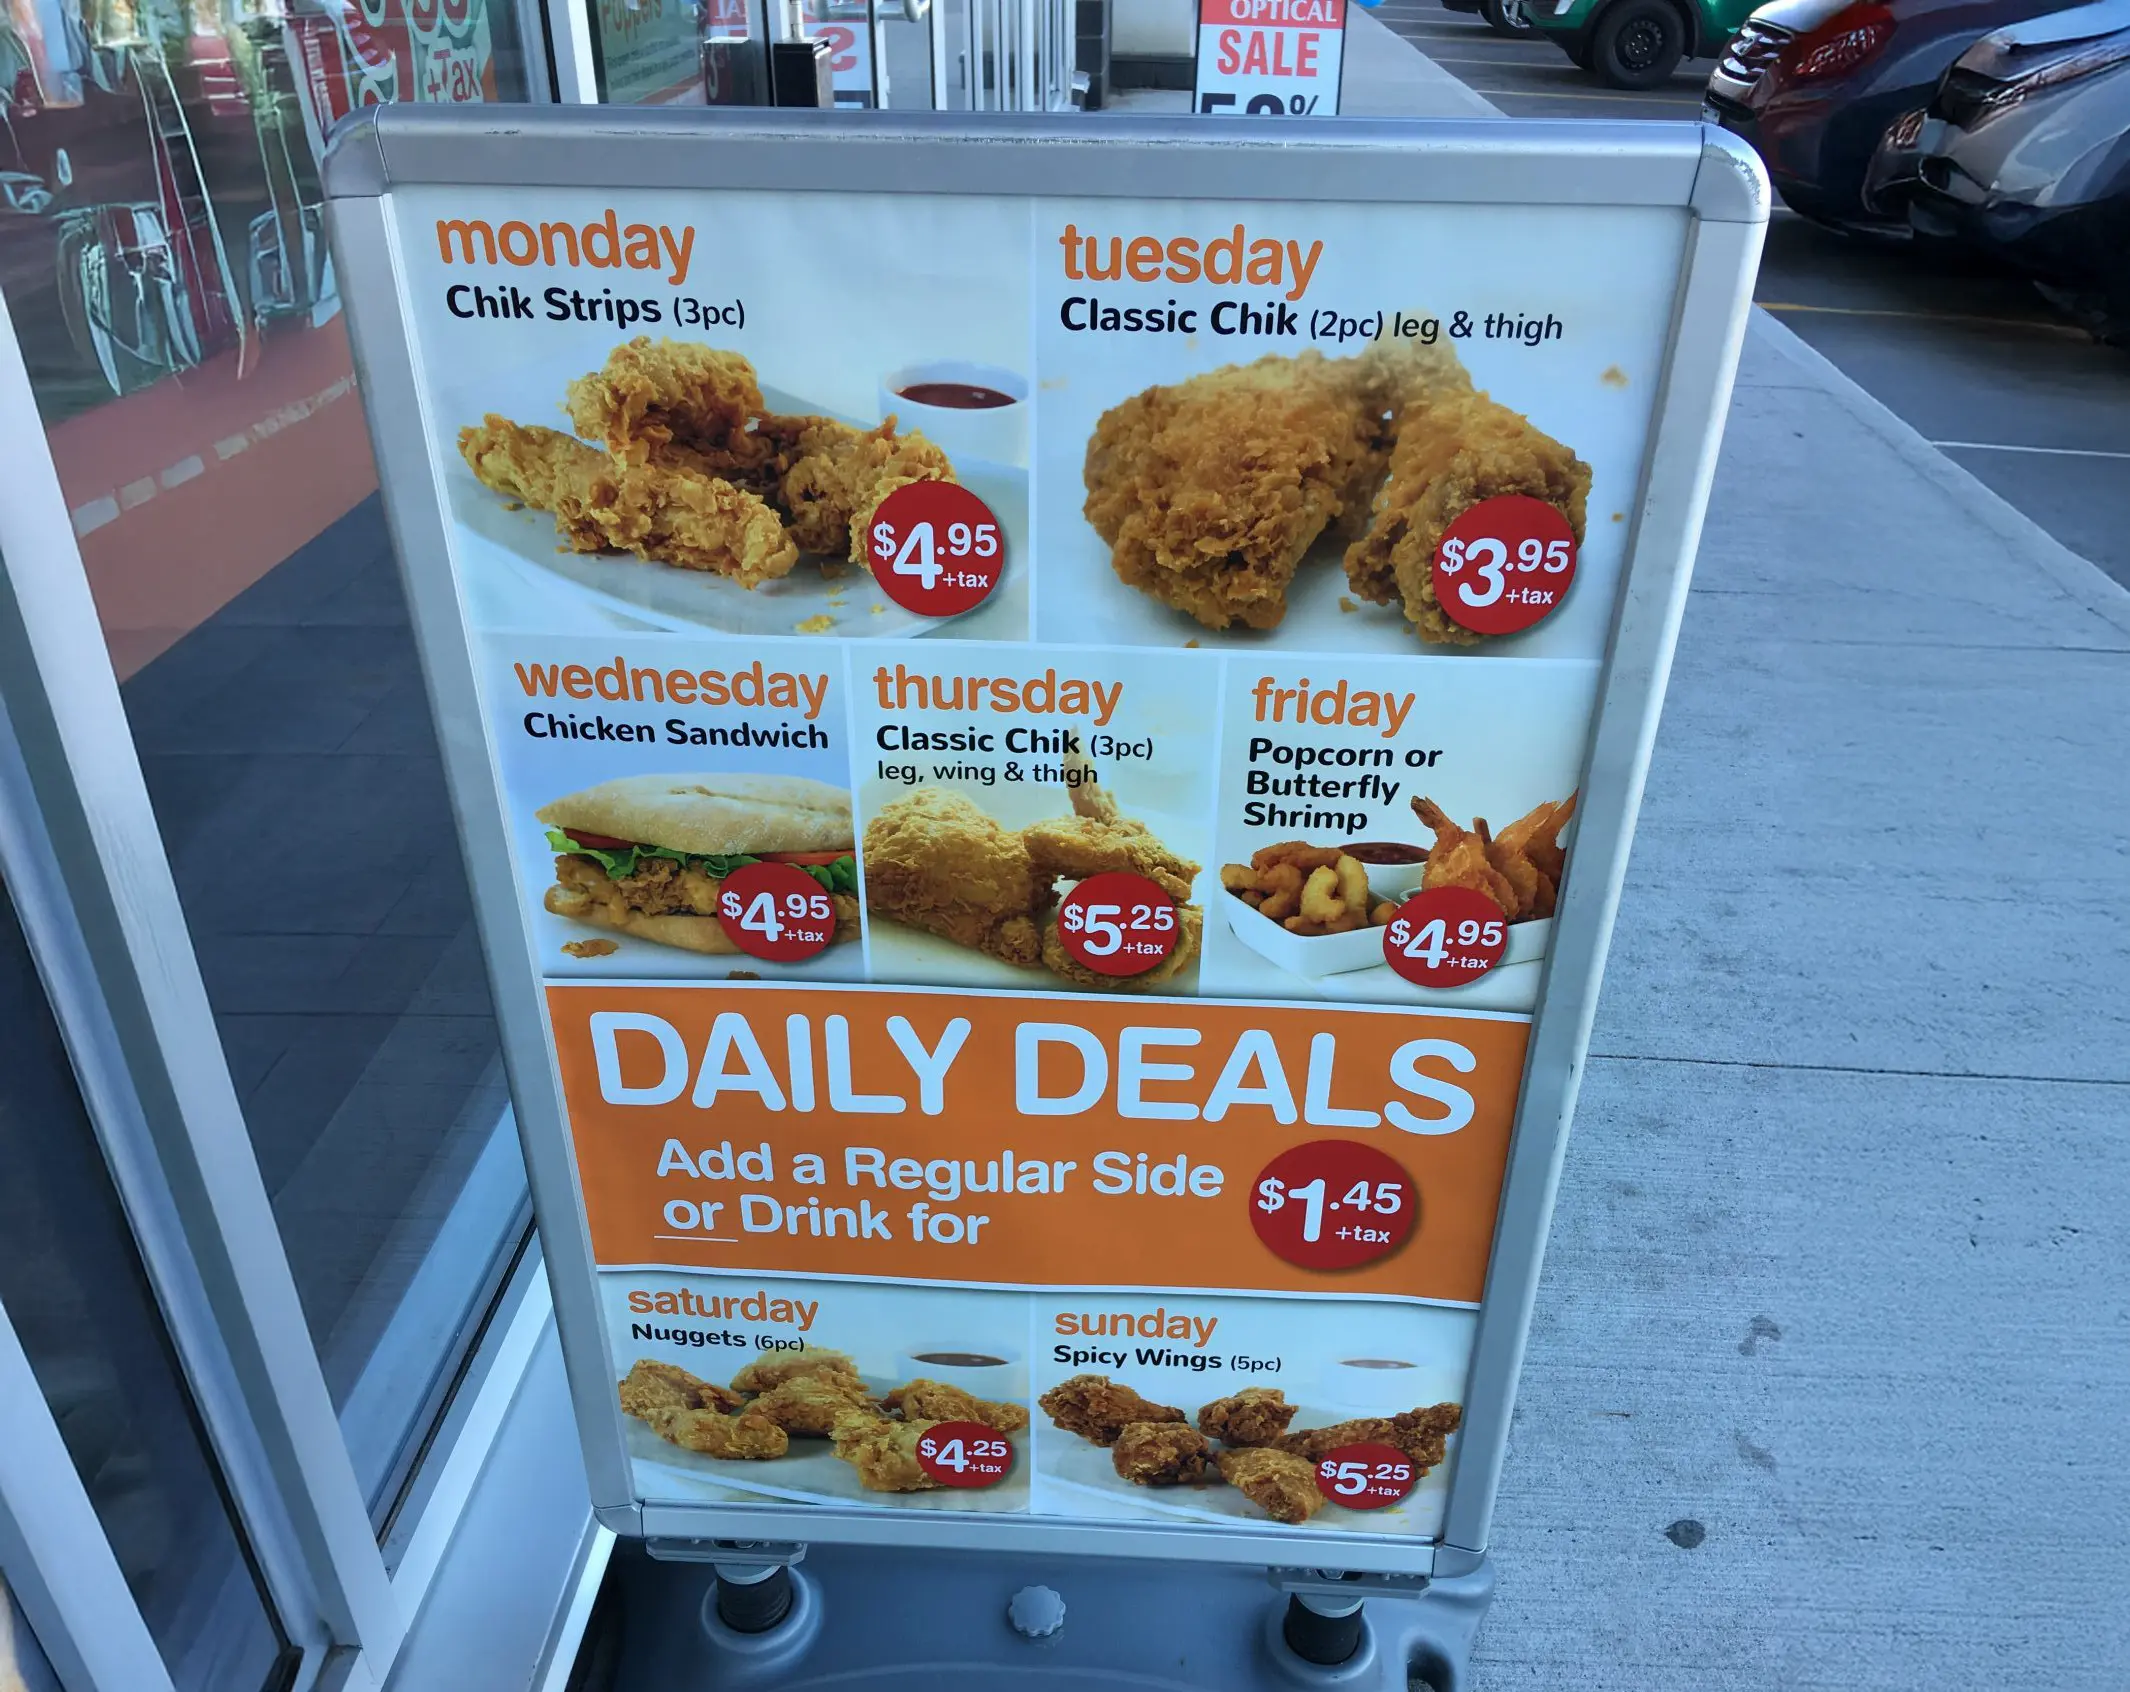 +Tax
OPTICAL
SALE
50%
monday
Chik Strips (3pc)
$4.95
+tax
tuesday
Classic Chik (2pc) leg & thigh
$3.95
+tax
wednesday
Chicken Sandwich
$4.95
+tax
thursday
Classic Chik (3pc)
leg, wing & thigh
$5.25
+tax
friday
Popcorn or
Butterfly
Shrimp
$4.95
+tax
DAILY DEALS
Add a Regular Side
or Drink for
$1.45
+tax
saturday
Nuggets (6pc)
$4.25
+tax
sunday
Spicy Wings (5pc)
$5.25
+tax